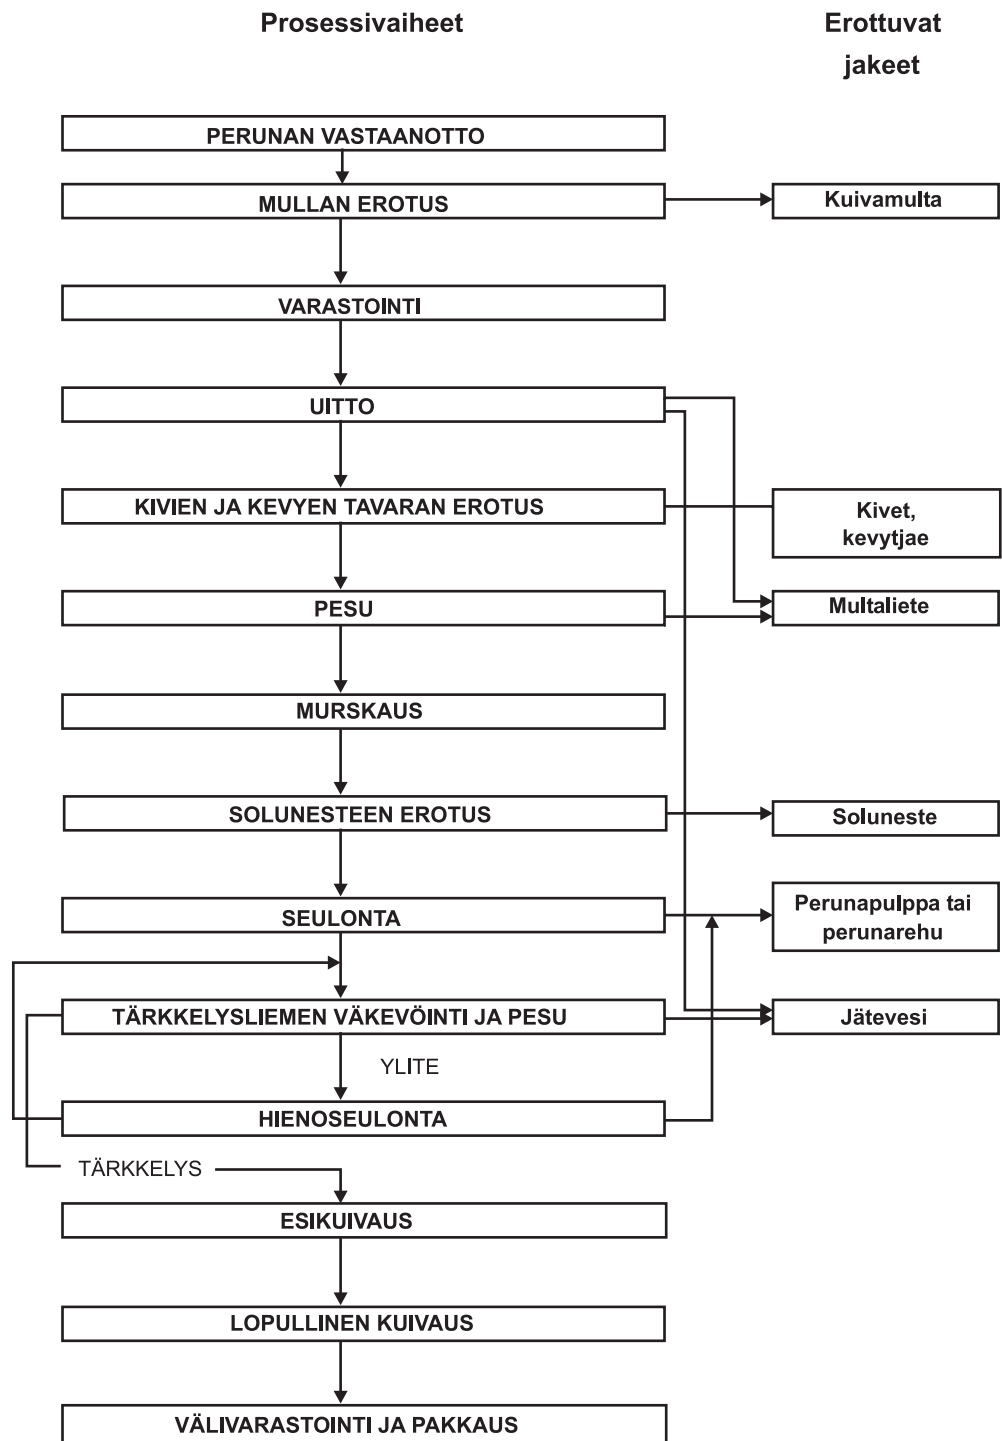 Prosessivaiheet
Erottuvat
jakeet
PERUNAN VASTAANOTTO
MULLAN EROTUS
Kuivamulta
VARASTOINTI
UITTO
KIVIEN JA KEVYEN TAVARAN EROTUS
Kivet,
kevytjae
PESU
Multaliete
MURSKAUS
SOLUNESTEEN EROTUS
Soluneste
SEULONTA
Perunapulppa tai
perunarehu
TÄRKKELYSLIEMEN VÄKEVÖINTI JA PESU
Jätevesi
YLITE
HIENOSEULONTA
TÄRKKELYS
ESIKUIVAUS
LOPULLINEN KUIVAUS
VÄLIVARASTOINTI JA PAKKAUS